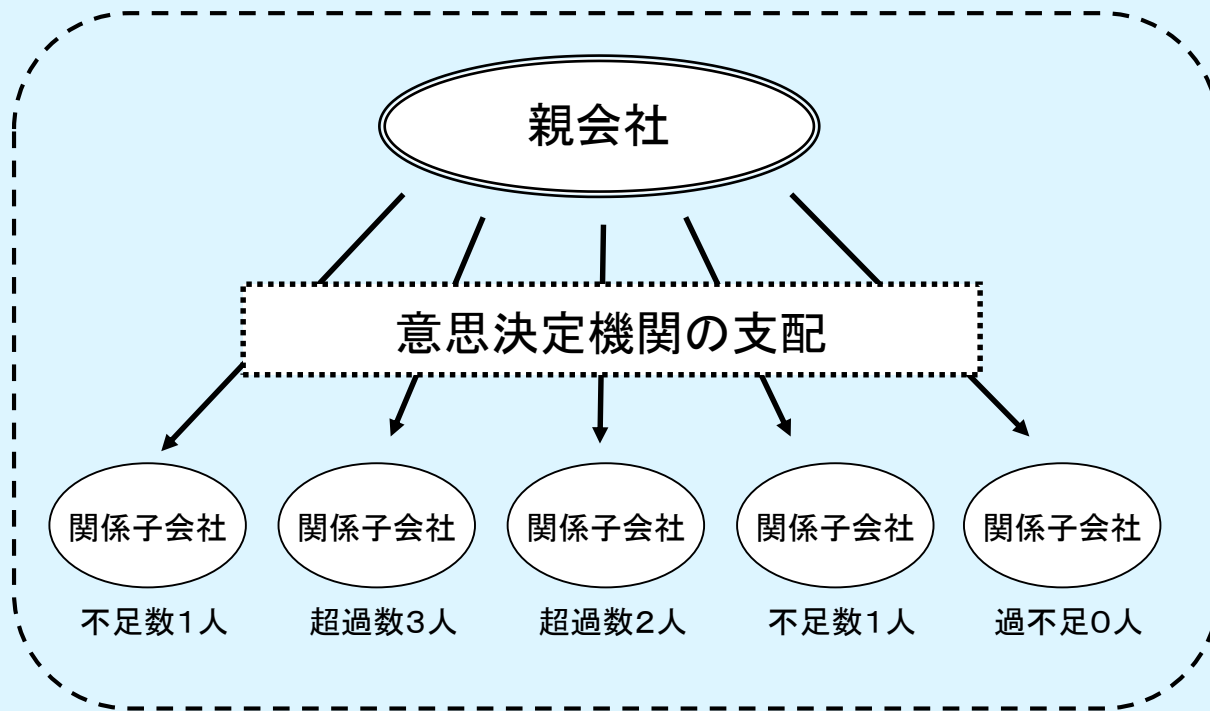 親会社
意思決定機関の支配
関係子会社
関係子会社
関係子会社
関係子会社
関係子会社
不足数1人
超過数3人
超過数2人
不足数1人
過不足0人